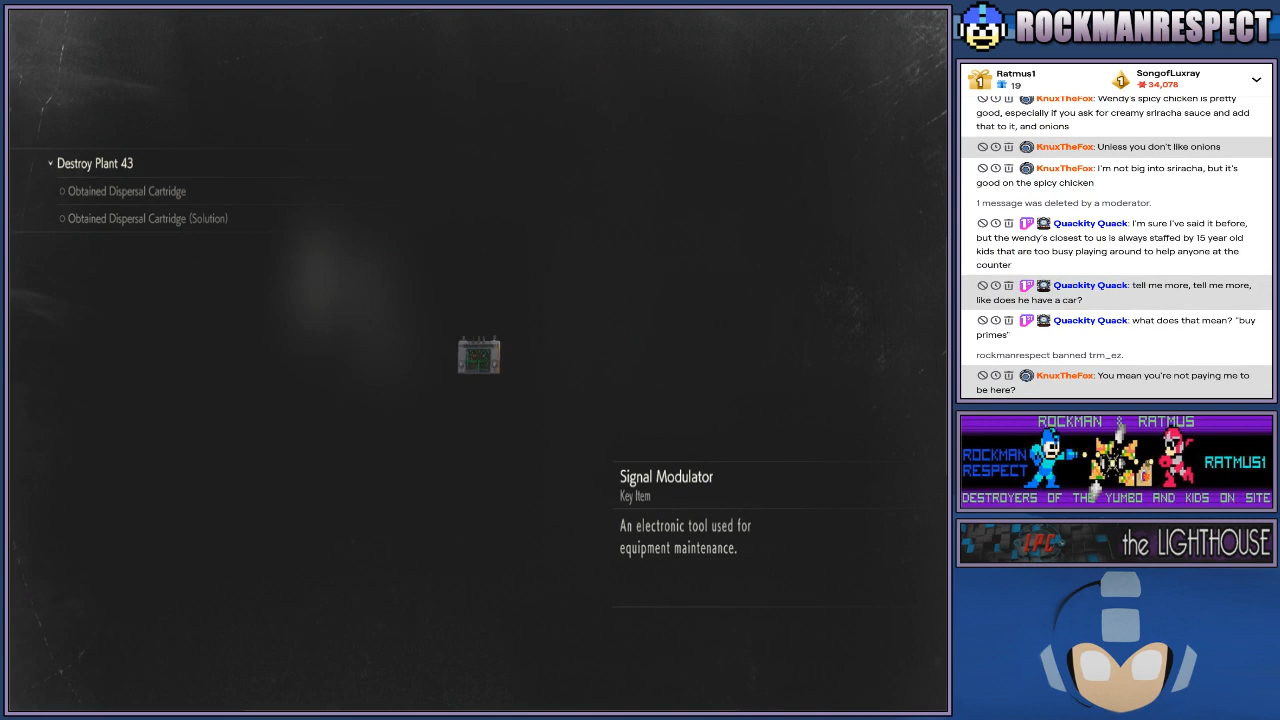 Destroy Plant 43
Obtained Dispersal Cartridge
Obtained Dispersal Cartridge (Solution)
Signal Modulator
Key Item
An electronic tool used for
equipment maintenance.
ROCKMANRESPECT
Ratmus1
19
SongofLuxray
34,078
KnuxTheFox: Wendy's spicy chicken is pretty
good, especially if you ask for creamy sriracha sauce and add
that to it, and onions
KnuxTheFox: Unless you don't like onions
KnuxTheFox: I'm not big into sriracha, but it's
good on the spicy chicken
1 message was deleted by a moderator.
Quackity Quack: I'm sure I've said it before,
but the wendy's closest to us is always staffed by 15 year old
kids that are too busy playing around to help anyone at the
counter
Quackity Quack: tell me more, tell me more,
like does he have a car?
Quackity Quack: what does that mean? "buy
primes"
rockmanrespect banned trm_ez.
KnuxTheFox: You mean you're not paying me to
be here?
ROCKMAN & RATMUS
ROCKMAN
RESPECT
RATMUS1
DESTROYERS OF THE YUMBO AND KIDS ON SITE
LPC the LIGHTHOUSE